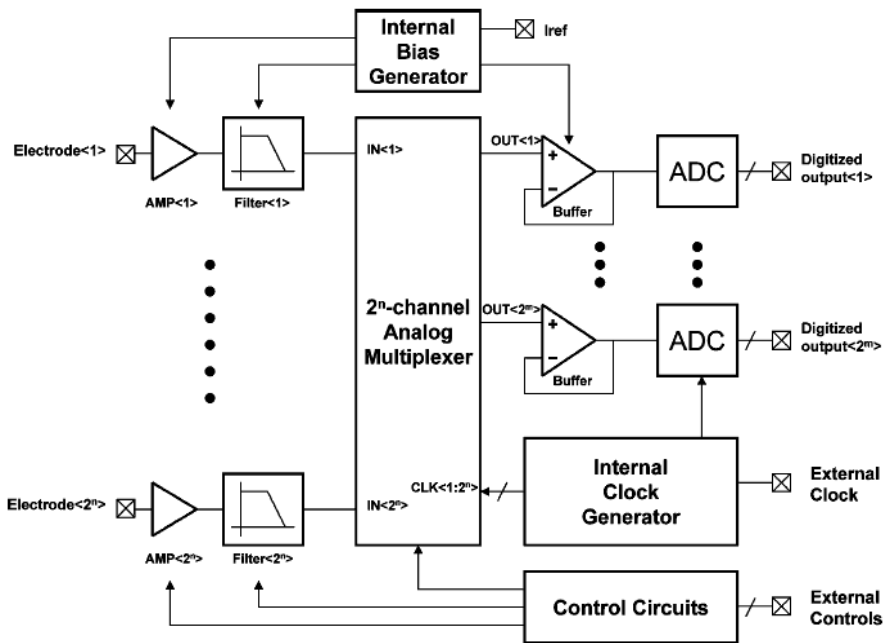 Internal
Bias
Generator
Iref
Electrode<1>
AMP<1>
Filter<1>
IN<1>
OUT<1>
+
−
Buffer
ADC
Digitized
output<1>
2ⁿ-channel
Analog
Multiplexer
OUT<2ᵐ>
+
−
Buffer
ADC
Digitized
output<2ᵐ>
Electrode<2ⁿ>
AMP<2ⁿ>
Filter<2ⁿ>
IN<2ⁿ>
CLK<1:2ⁿ>
Internal
Clock
Generator
External
Clock
Control Circuits
External
Controls